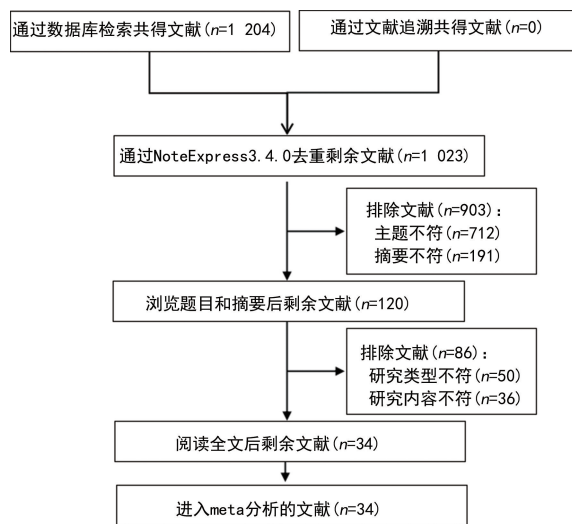 通过数据库检索共得文献(n=1 204)
通过文献追溯共得文献(n=0)
通过NoteExpress3.4.0去重剩余文献(n=1 023)
排除文献(n=903)：
主题不符(n=712)
摘要不符(n=191)
浏览题目和摘要后剩余文献(n=120)
排除文献(n=86)：
研究类型不符(n=50)
研究内容不符(n=36)
阅读全文后剩余文献(n=34)
进入meta分析的文献(n=34)